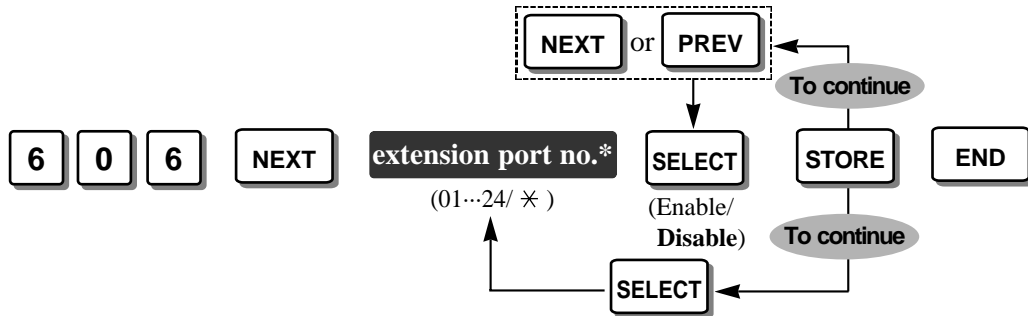 NEXT or PREV
To continue
6 0 6 NEXT extension port no.* SELECT STORE END
(01···24/ ✳ )
(Enable/
Disable)
To continue
SELECT